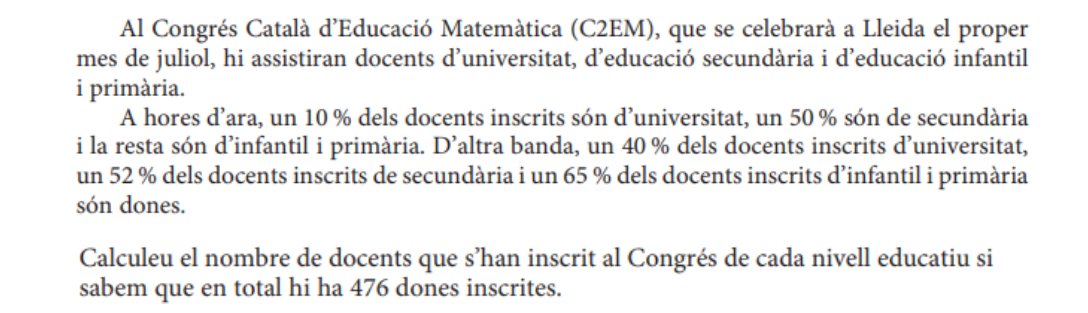 Al Congrés Català d’Educació Matemàtica (C2EM), que se celebrarà a Lleida el proper
mes de juliol, hi assistiran docents d’universitat, d’educació secundària i d’educació infantil
i primària.
A hores d’ara, un 10 % dels docents inscrits són d’universitat, un 50 % són de secundària
i la resta són d’infantil i primària. D’altra banda, un 40 % dels docents inscrits d’universitat,
un 52 % dels docents inscrits de secundària i un 65 % dels docents inscrits d’infantil i primària
són dones.
Calculeu el nombre de docents que s’han inscrit al Congrés de cada nivell educatiu si
sabem que en total hi ha 476 dones inscrites.